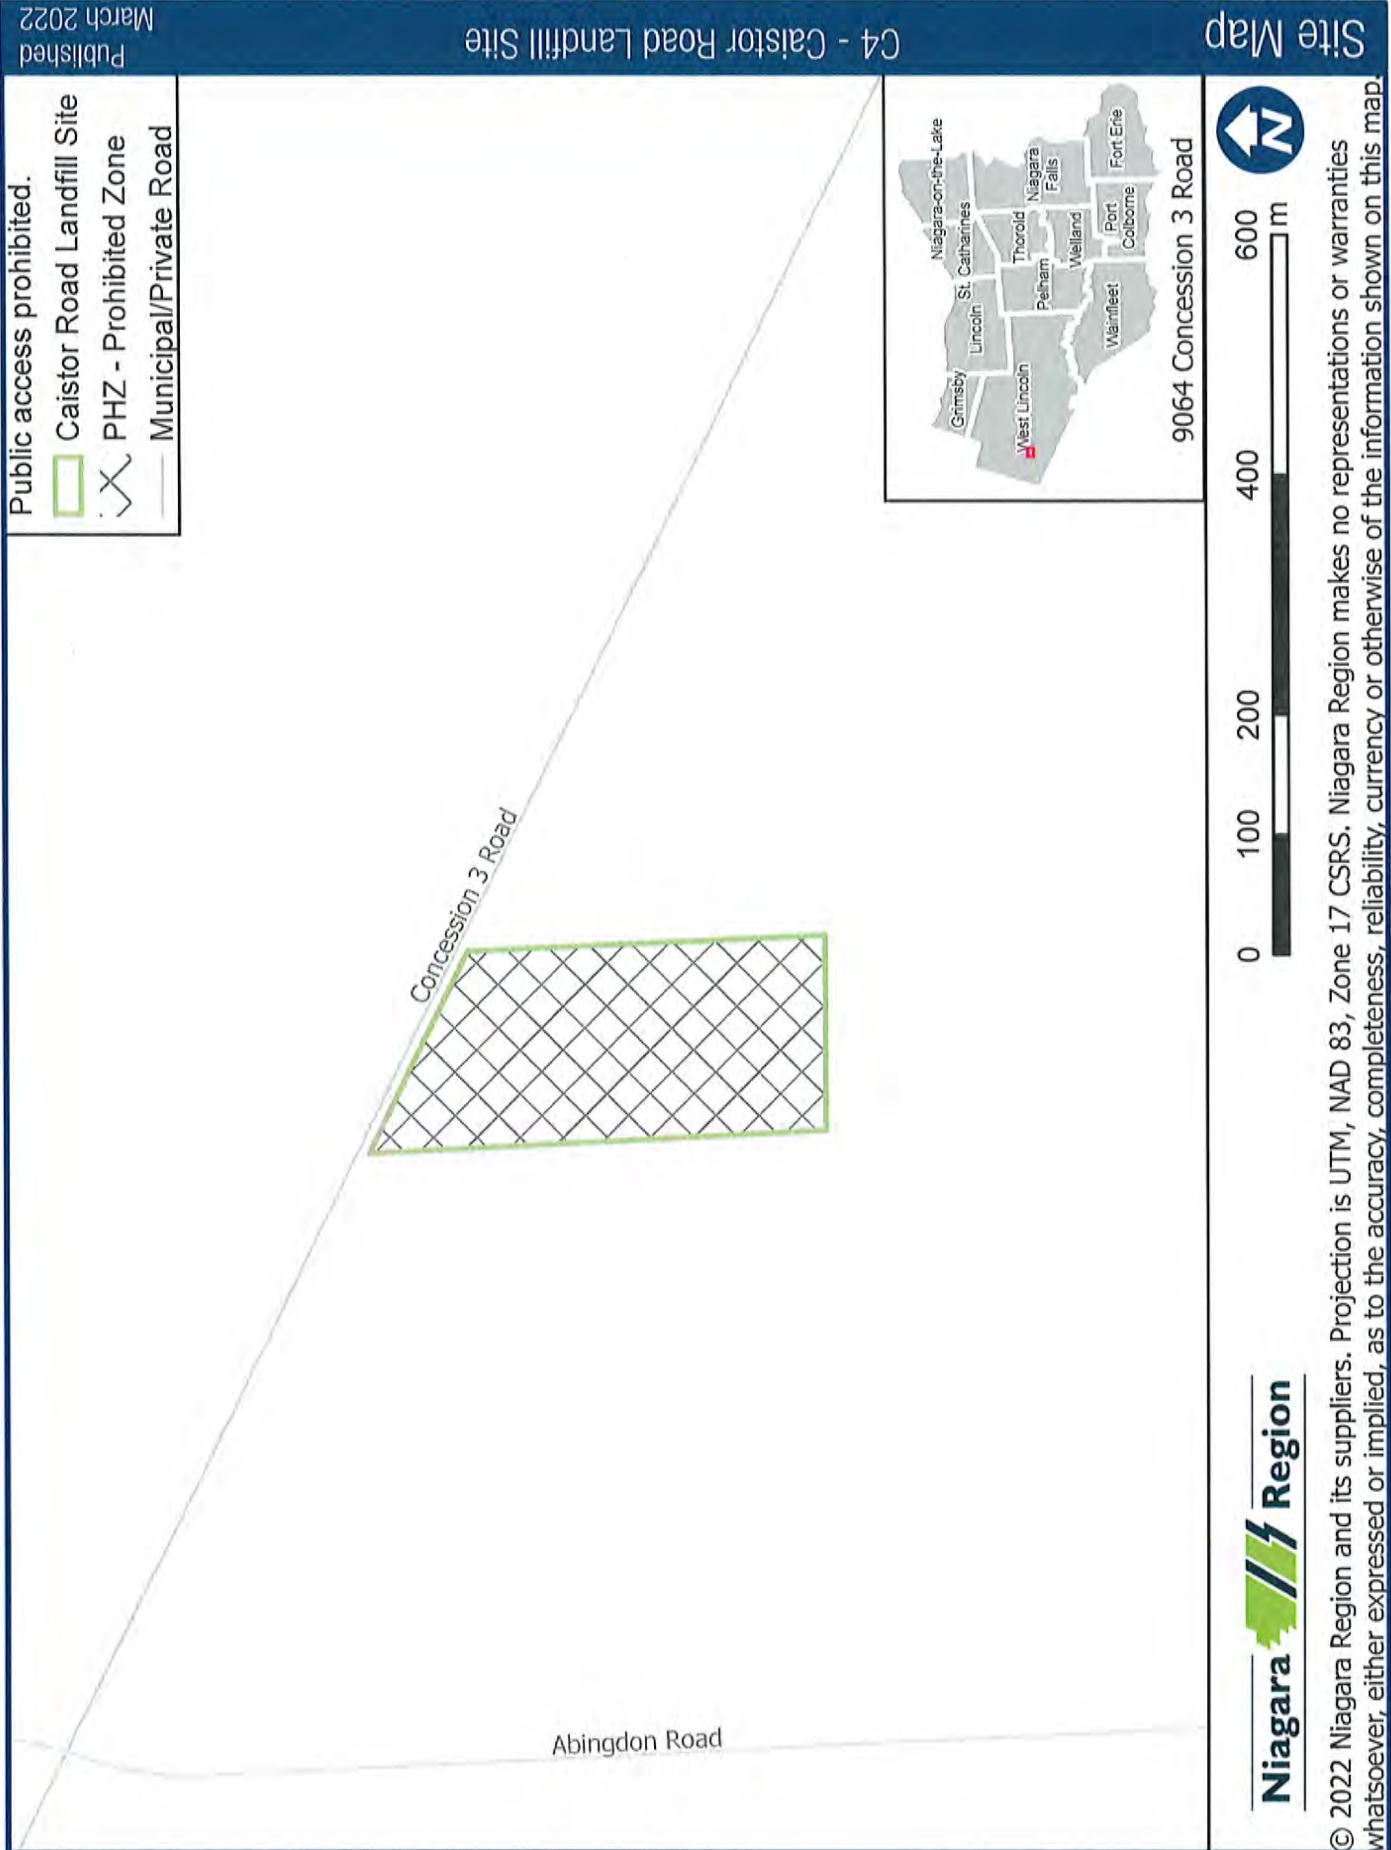 Site Map
C4 - Caistor Road Landfill Site
Published
March 2022
Public access prohibited.
Caistor Road Landfill Site
PHZ - Prohibited Zone
Municipal/Private Road
Concession 3 Road
Abingdon Road
Grimsby
Lincoln
St. Catharines
Niagara-on-the-Lake
West Lincoln
Pelham
Thorold
Niagara
Falls
Welland
Wainfleet
Port
Colborne
Fort Erie
9064 Concession 3 Road
Niagara Region
0 100 200 400 600
m
N
© 2022 Niagara Region and its suppliers. Projection is UTM, NAD 83, Zone 17 CSRS. Niagara Region makes no representations or warranties
whatsoever, either expressed or implied, as to the accuracy, completeness, reliability, currency or otherwise of the information shown on this map.